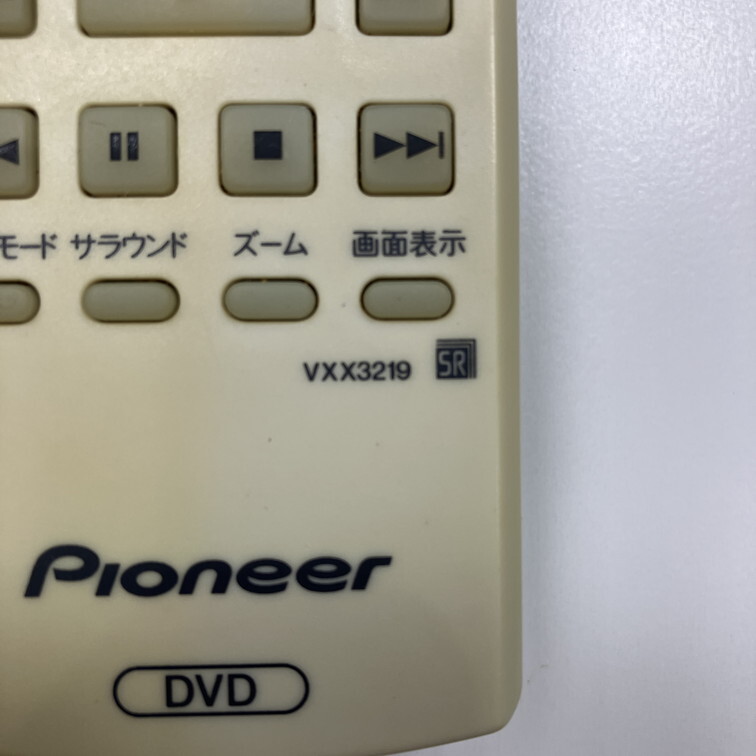 モード サラウンド ズーム 画面表示
VXX3219 SR
Pioneer
DVD